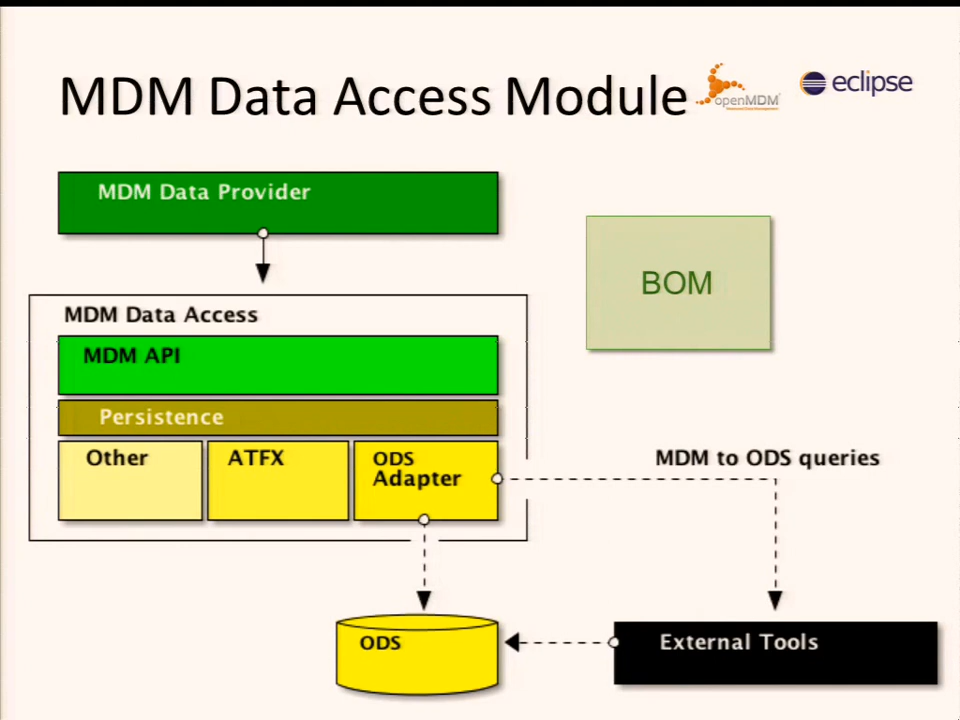 MDM Data Access Module
openMDM
eclipse
MDM Data Provider
BOM
MDM Data Access
MDM API
Persistence
Other
ATFX
ODS
Adapter
MDM to ODS queries
ODS
External Tools